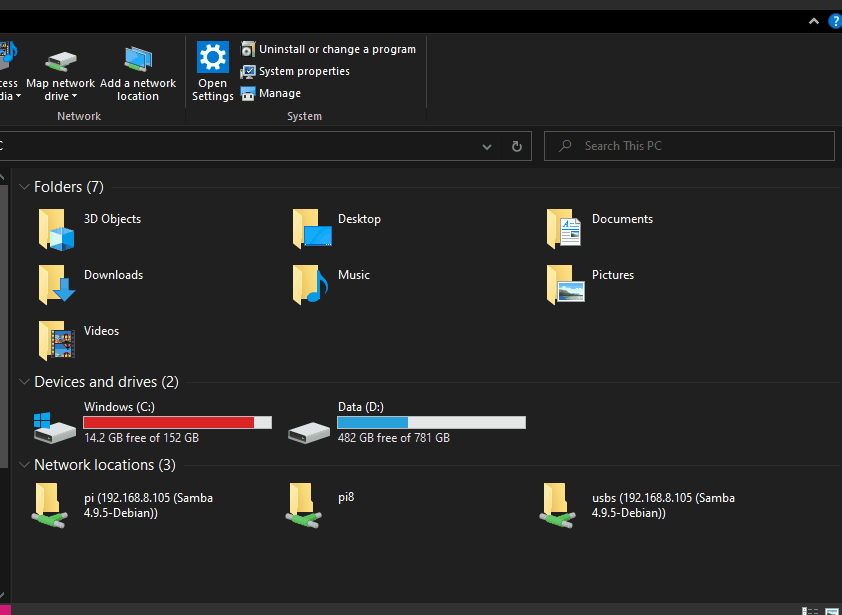 Uninstall or change a program
Map network
drive
Add a network
location
Open
Settings
System properties
Manage
Network
System
Search This PC
Folders (7)
3D Objects
Desktop
Documents
Downloads
Music
Pictures
Videos
Devices and drives (2)
Windows (C:)
14.2 GB free of 152 GB
Data (D:)
482 GB free of 781 GB
Network locations (3)
pi (192.168.8.105 (Samba
4.9.5-Debian))
pi8
usbs (192.168.8.105 (Samba
4.9.5-Debian))